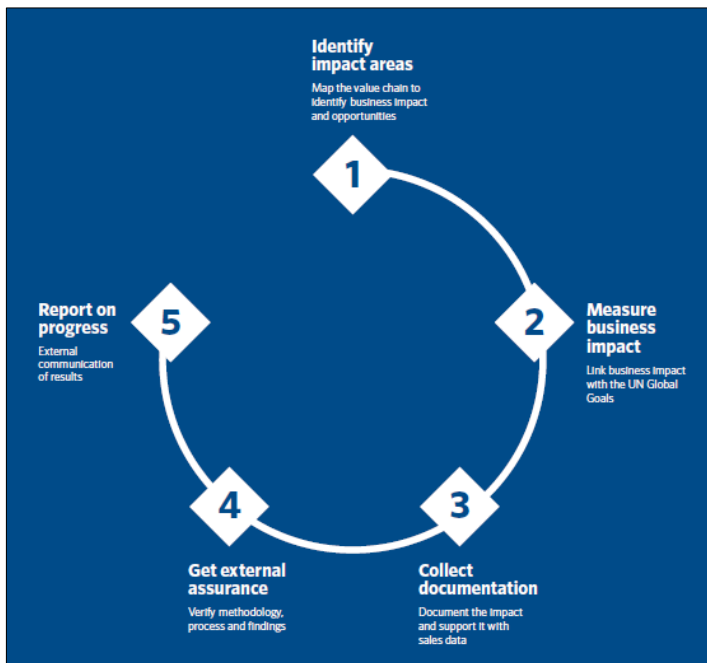 Identify
impact areas
Map the value chain to
identify business impact
and opportunities
1
2
Measure
business
impact
Link business impact
with the UN Global
Goals
3
Collect
documentation
Document the impact
and support it with
sales data
4
Get external
assurance
Verify methodology,
process and findings
5
Report on
progress
External
communication
of results